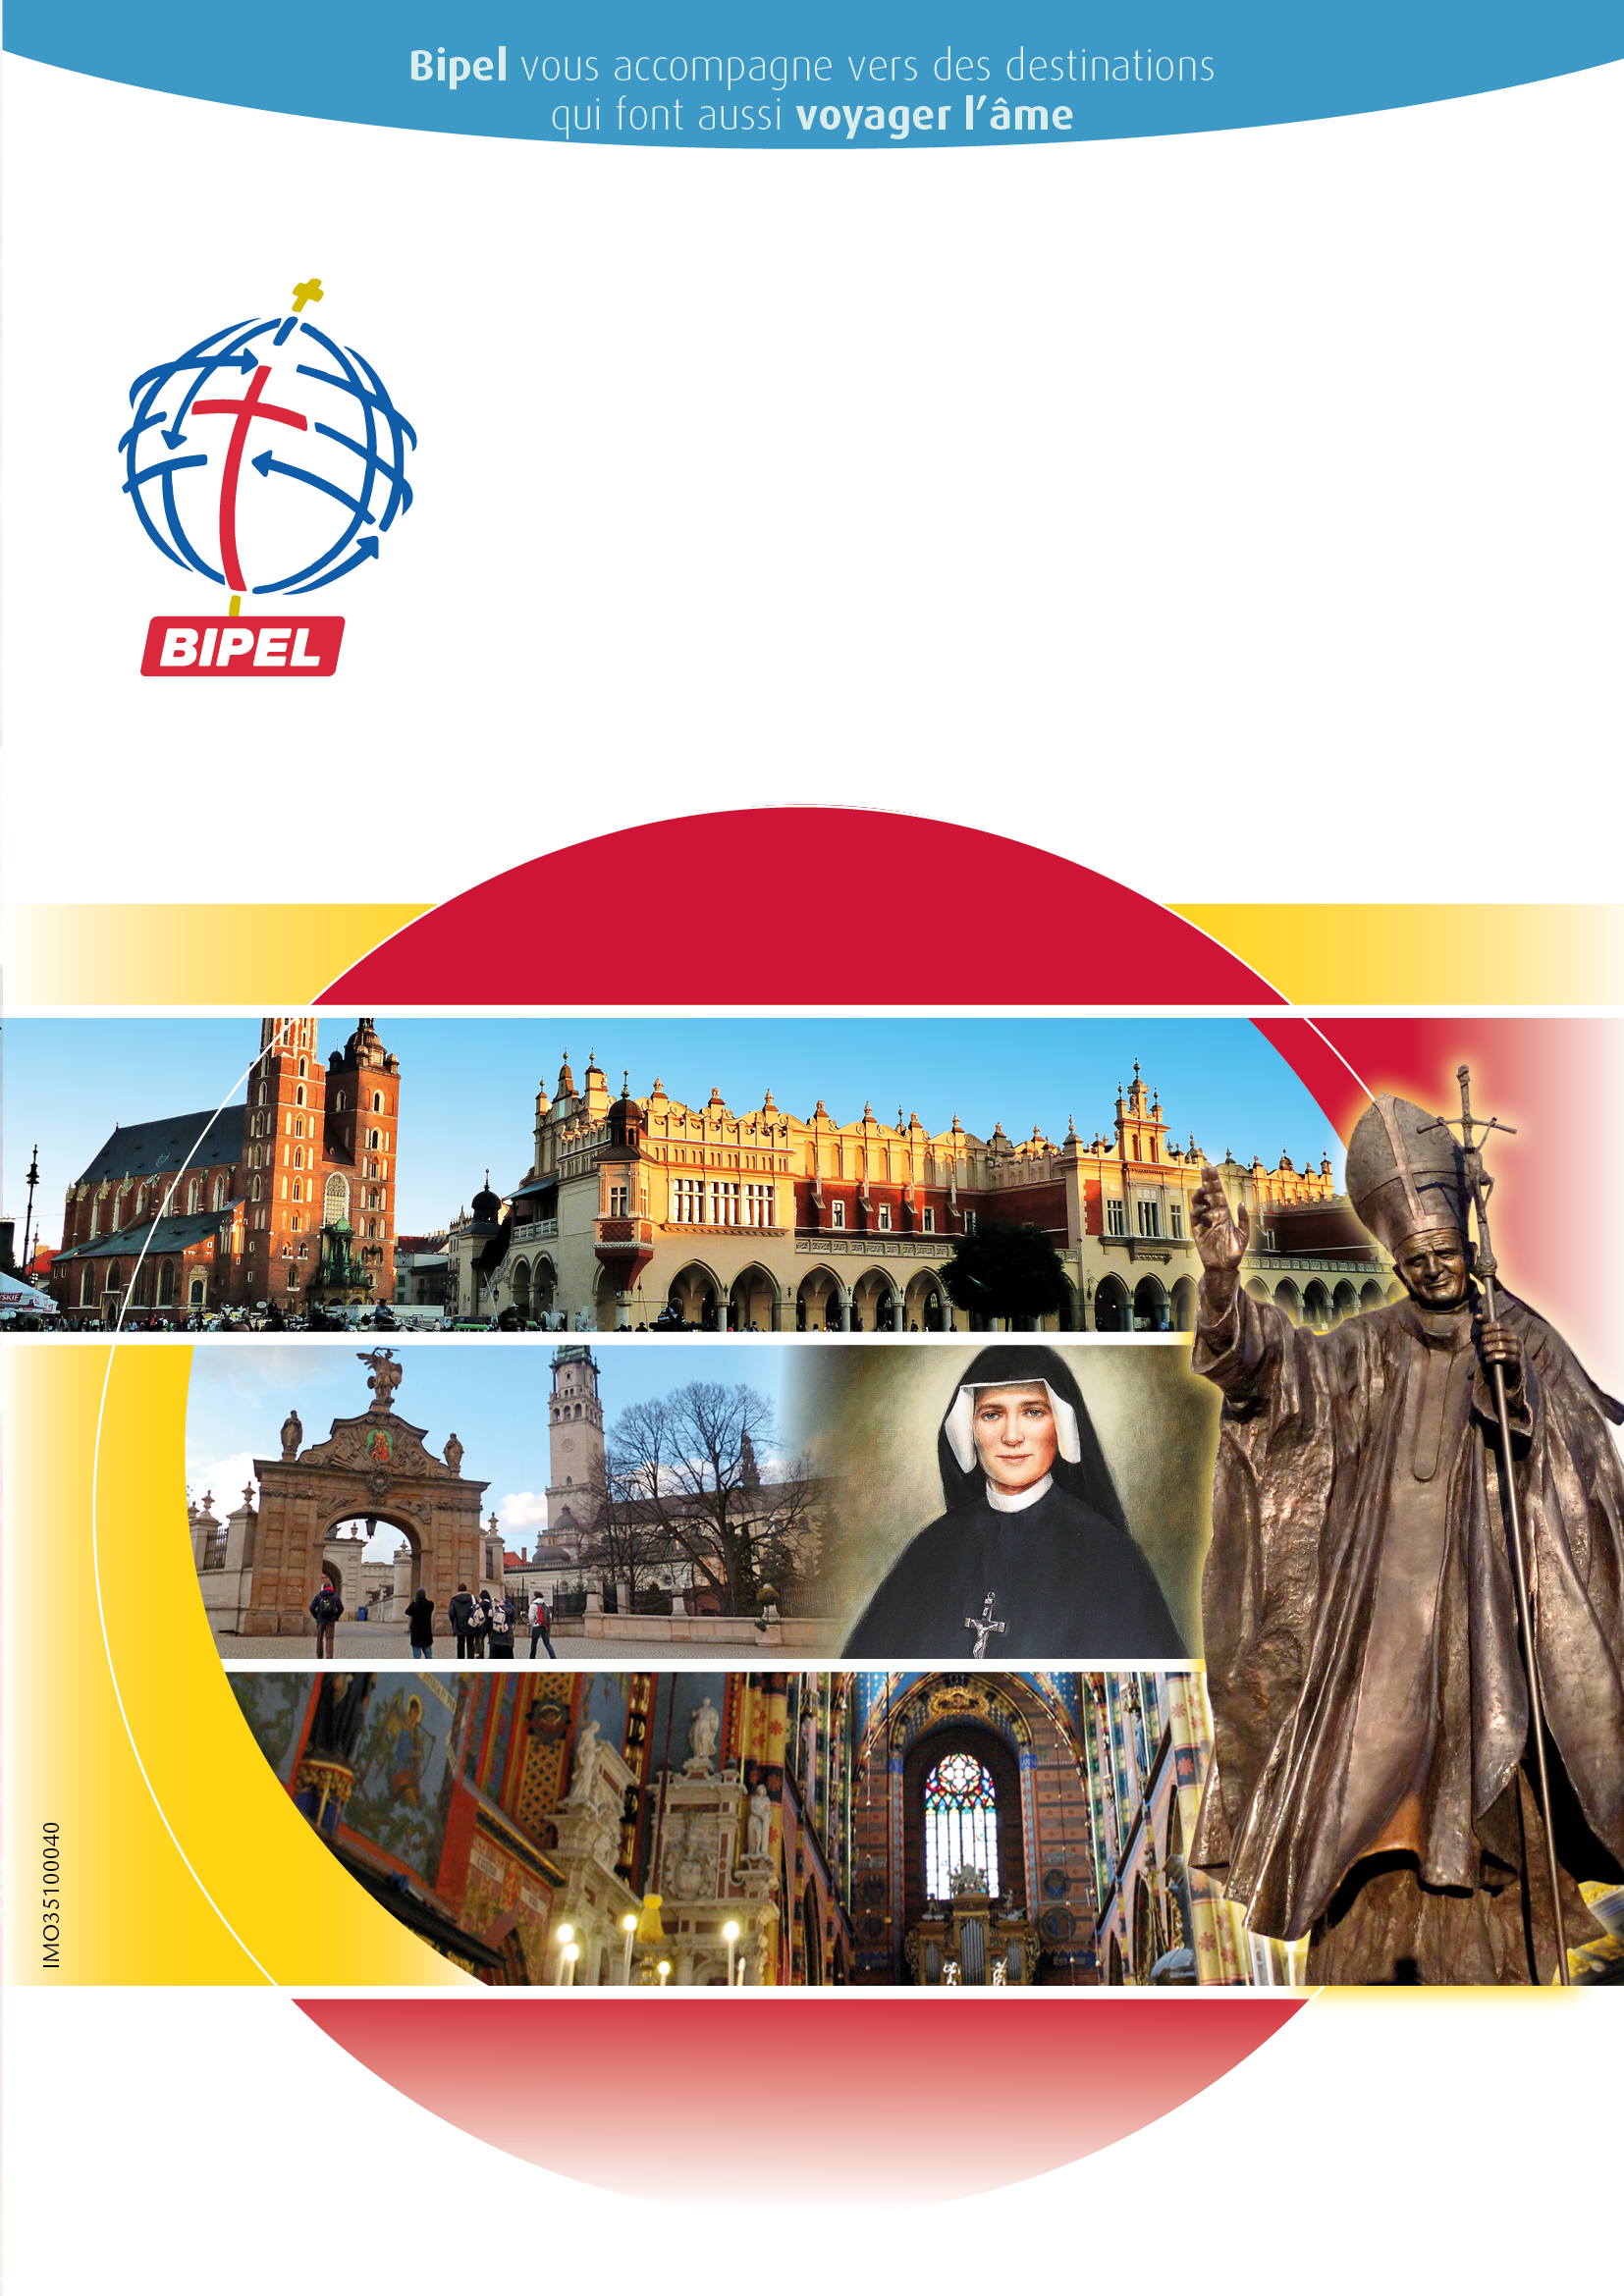 Bipel vous accompagne vers des destinations
qui font aussi voyager l'âme
BIPEL
IMO35100040